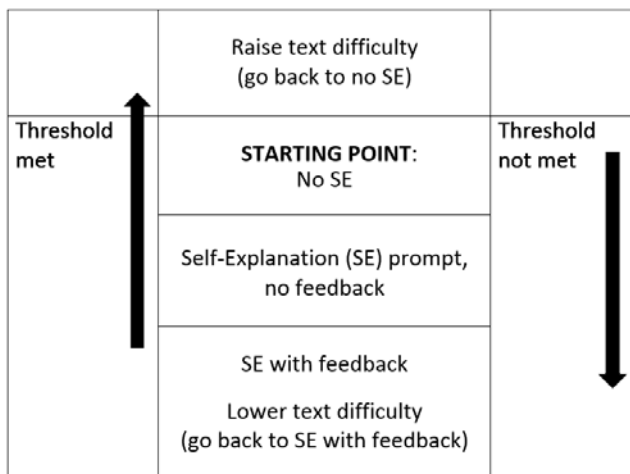 Raise text difficulty
(go back to no SE)
Threshold
met
STARTING POINT:
No SE
Threshold
not met
Self-Explanation (SE) prompt,
no feedback
SE with feedback
Lower text difficulty
(go back to SE with feedback)